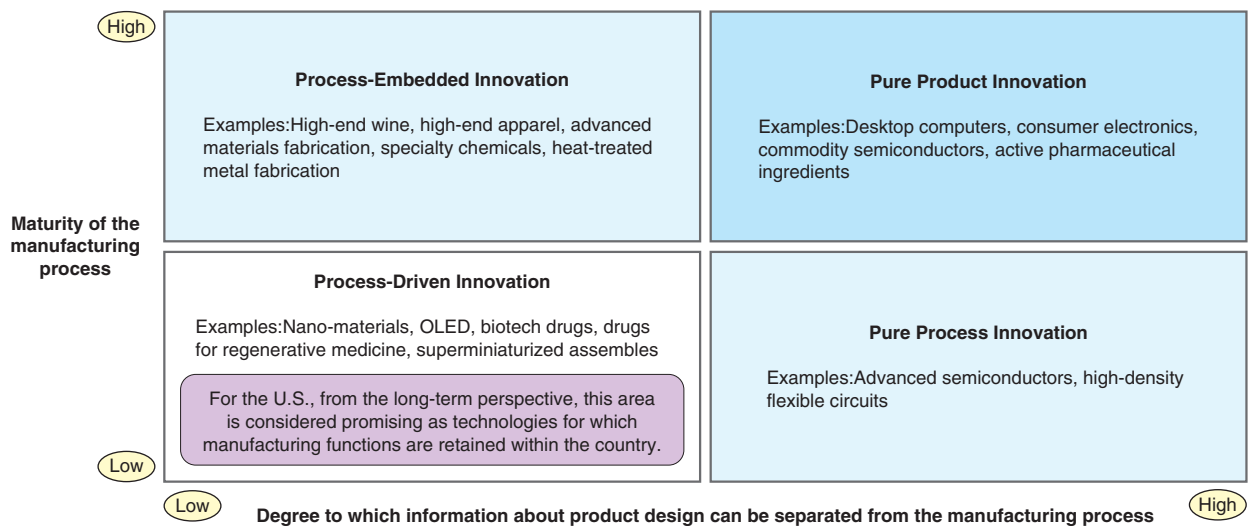 High
Process-Embedded Innovation
Examples:High-end wine, high-end apparel, advanced
materials fabrication, specialty chemicals, heat-treated
metal fabrication
Pure Product Innovation
Examples:Desktop computers, consumer electronics,
commodity semiconductors, active pharmaceutical
ingredients
Maturity of the
manufacturing
process
Process-Driven Innovation
Examples:Nano-materials, OLED, biotech drugs, drugs
for regenerative medicine, superminiaturized assembles
For the U.S., from the long-term perspective, this area
is considered promising as technologies for which
manufacturing functions are retained within the country.
Pure Process Innovation
Examples:Advanced semiconductors, high-density
flexible circuits
Low
Low
Degree to which information about product design can be separated from the manufacturing process
High